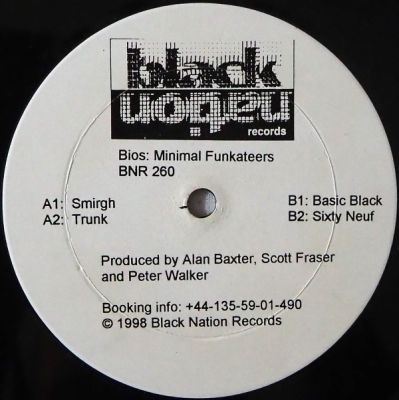 black
nation
records
Bios: Minimal Funkateers
BNR 260
A1: Smirgh
A2: Trunk
B1: Basic Black
B2: Sixty Neuf
Produced by Alan Baxter, Scott Fraser
and Peter Walker
Booking info: +44-135-59-01-490
© 1998 Black Nation Records